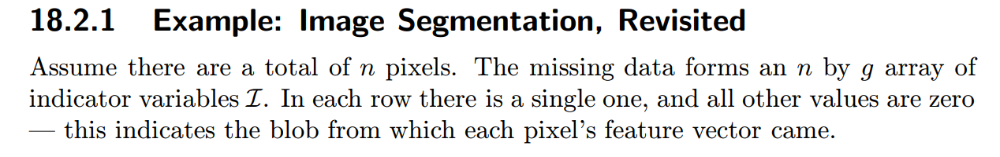 18.2.1 Example: Image Segmentation, Revisited
Assume there are a total of n pixels. The missing data forms an n by g array of
indicator variables ℐ. In each row there is a single one, and all other values are zero
— this indicates the blob from which each pixel's feature vector came.